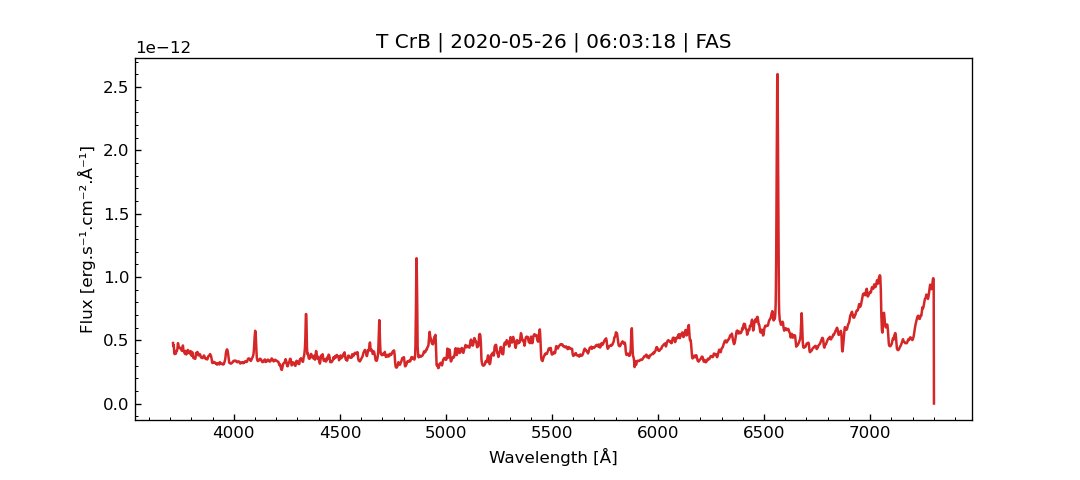 T CrB | 2020-05-26 | 06:03:18 | FAS
1e−12
2.5
2.0
1.5
1.0
0.5
0.0
Flux [erg.s⁻¹.cm⁻².Å⁻¹]
4000 4500 5000 5500 6000 6500 7000
Wavelength [Å]